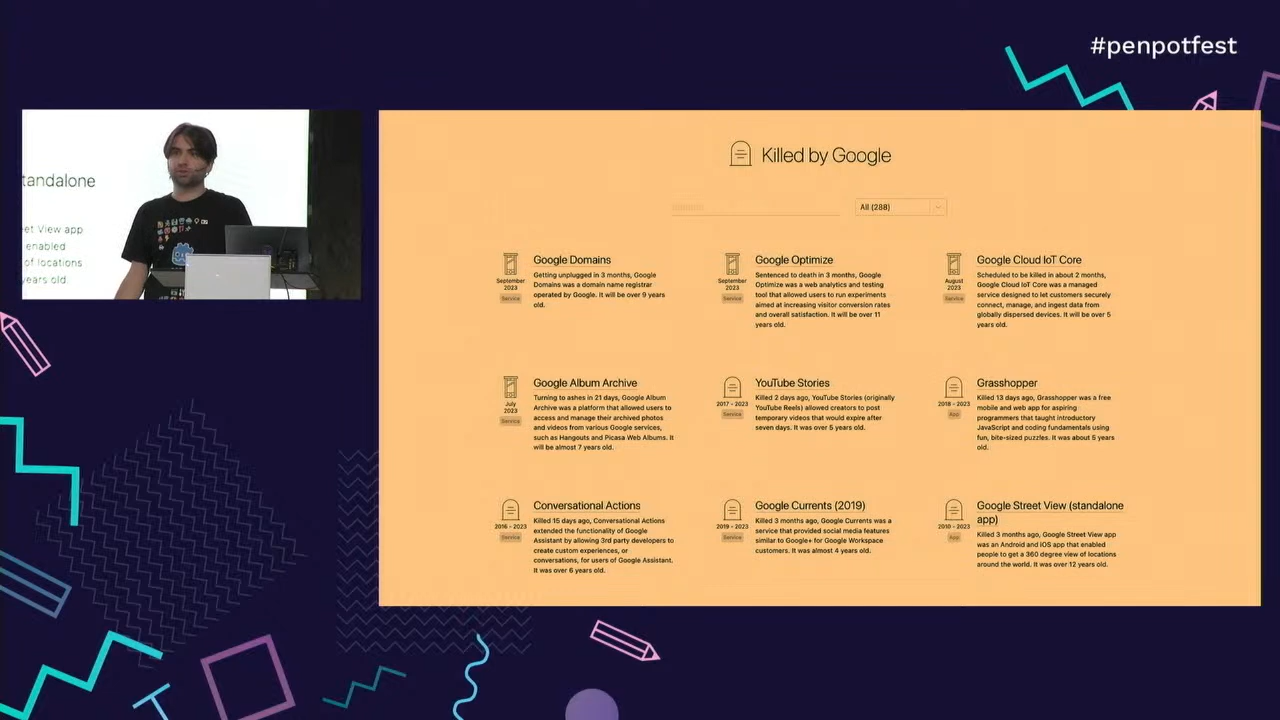 #penpotfest
tandalone
et View app
enabled
of locations
years old
Killed by Google
All (288)
September
2023
Service
Google Domains
Getting unplugged in 3 months, Google
Domains was a domain name registrar
operated by Google. It will be over 9 years
old.
September
2023
Service
Google Optimize
Sentenced to death in 3 months, Google
Optimize was a web analytics and testing
tool that allowed users to run experiments
aimed at increasing visitor conversion rates
and overall satisfaction. It will be over 11
years old.
August
2023
Service
Google Cloud IoT Core
Scheduled to be killed in about 2 months,
Google Cloud IoT Core was a managed
service designed to let customers securely
connect, manage, and ingest data from
globally dispersed devices. It will be over 5
years old.
July
2023
Service
Google Album Archive
Turning to ashes in 21 days, Google Album
Archive was a platform that allowed users to
access and manage their archived photos
and videos from various Google services,
such as Hangouts and Picasa Web Albums. It
will be almost 7 years old.
2017 - 2023
Service
YouTube Stories
Killed 2 days ago, YouTube Stories (originally
YouTube Reels) allowed creators to post
temporary videos that would expire after
seven days. It was over 5 years old.
2018 - 2023
App
Grasshopper
Killed 13 days ago, Grasshopper was a free
mobile and web app for aspiring
programmers that taught introductory
JavaScript and coding fundamentals using
fun, bite-sized puzzles. It was about 5 years
old.
2016 - 2023
Service
Conversational Actions
Killed 15 days ago, Conversational Actions
extended the functionality of Google
Assistant by allowing 3rd party developers to
create custom experiences, or
conversations, for users of Google Assistant.
It was over 6 years old.
2019 - 2023
Service
Google Currents (2019)
Killed 3 months ago, Google Currents was a
service that provided social media features
similar to Google+ for Google Workspace
customers. It was almost 4 years old.
2010 - 2023
App
Google Street View (standalone
app)
Killed 3 months ago, Google Street View app
was an Android and iOS app that enabled
people to get a 360 degree view of locations
around the world. It was over 12 years old.